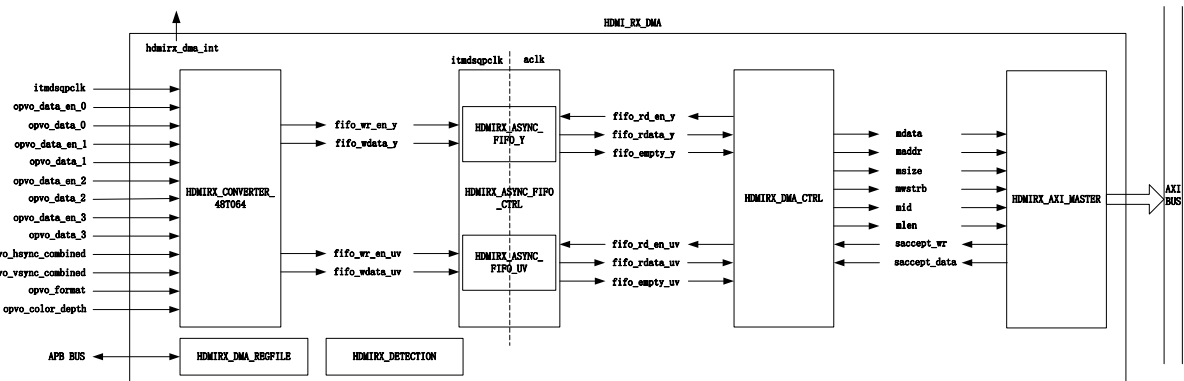 HDMI_RX_DMA
hdmirx_dma_int
itmdsqpclk
aclk
itmdsqpclk
opvo_data_en_0
opvo_data_0
opvo_data_en_1
opvo_data_1
opvo_data_en_2
opvo_data_2
opvo_data_en_3
opvo_data_3
vo_hsync_combined
vo_vsync_combined
opvo_format
opvo_color_depth
HDMIRX_CONVERTER_
48TO64
fifo_wr_en_y
fifo_wdata_y
fifo_wr_en_uv
fifo_wdata_uv
HDMIRX_ASYNC_
FIFO_Y
HDMIRX_ASYNC_FIFO
_CTRL
HDMIRX_ASYNC_
FIFO_UV
fifo_rd_en_y
fifo_rdata_y
fifo_empty_y
fifo_rd_en_uv
fifo_rdata_uv
fifo_empty_uv
HDMIRX_DMA_CTRL
mdata
maddr
msize
mwstrb
mid
mlen
saccept_wr
saccept_data
HDMIRX_AXI_MASTER
AXI
BUS
APB BUS
HDMIRX_DMA_REGFILE
HDMIRX_DETECTION